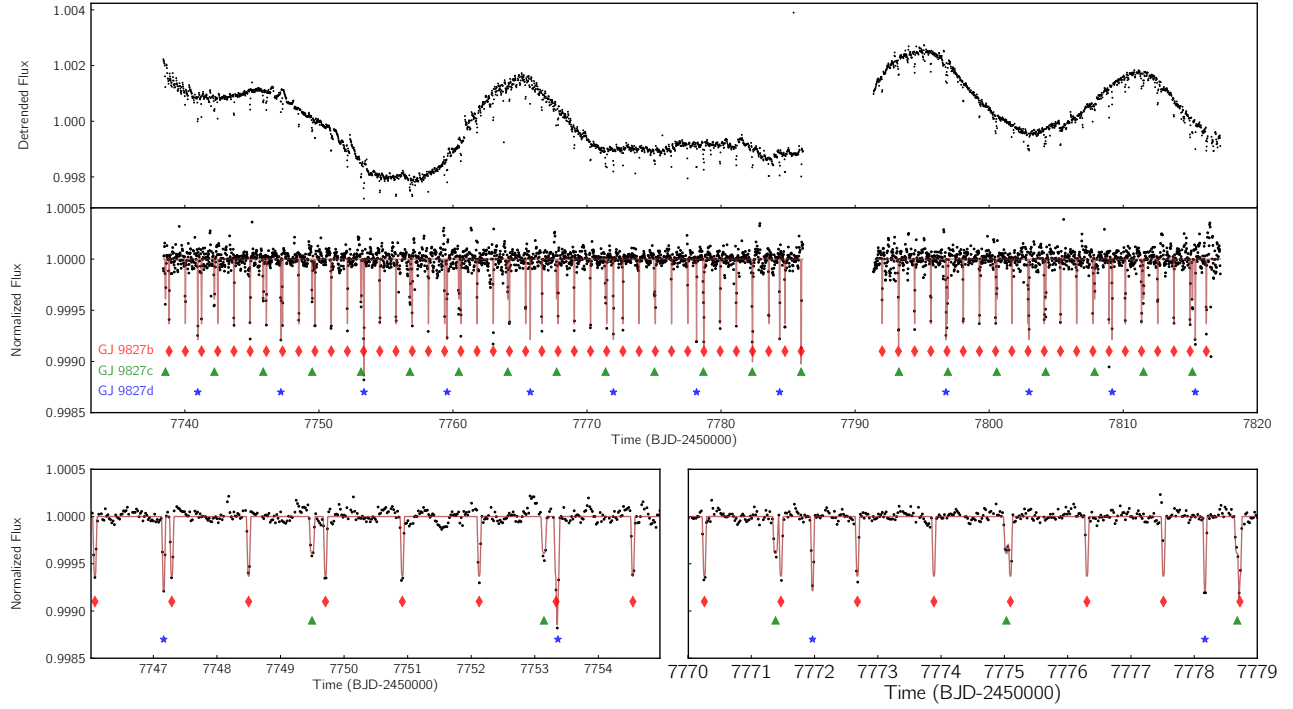 Detrended Flux
1.004
1.002
1.000
0.998
Normalized Flux
1.0005
1.0000
0.9995
0.9990
0.9985
GJ 9827b
GJ 9827c
GJ 9827d
7740 7750 7760 7770 7780 7790 7800 7810 7820
Time (BJD-2450000)
Normalized Flux
1.0005
1.0000
0.9995
0.9990
0.9985
7747 7748 7749 7750 7751 7752 7753 7754
Time (BJD-2450000)
7770 7771 7772 7773 7774 7775 7776 7777 7778 7779
Time (BJD-2450000)